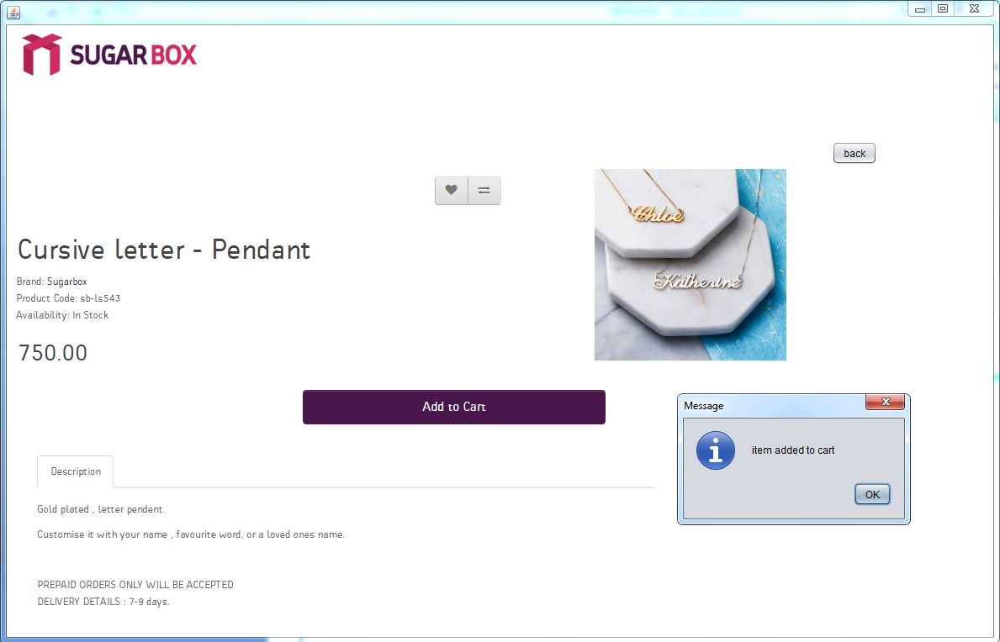 SUGAR BOX
back
Chloe
Katherine
Cursive letter - Pendant
Brand: Sugarbox
Product Code: sb-ls543
Availability: In Stock
750.00
Add to Cart
Message
item added to cart
OK
Description
Gold plated , letter pendent.
Customise it with your name , favourite word, or a loved ones name.
PREPAID ORDERS ONLY WILL BE ACCEPTED
DELIVERY DETAILS : 7-9 days.